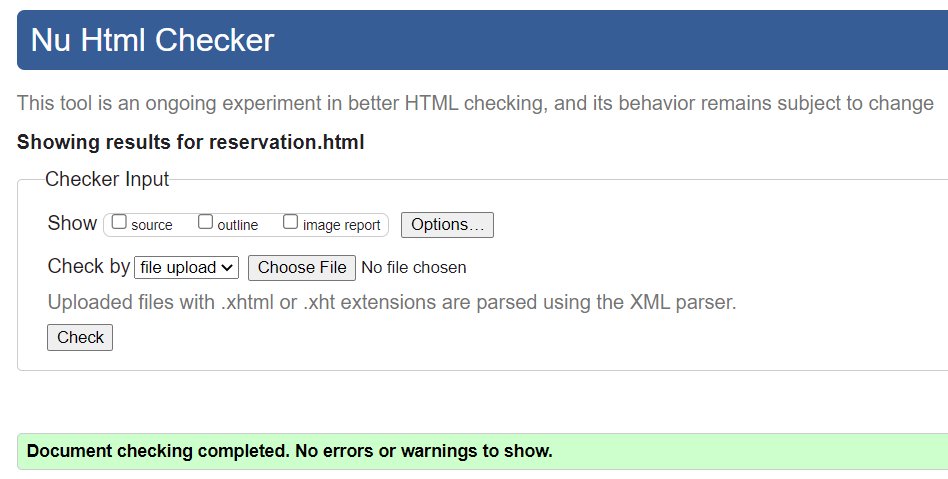 Nu Html Checker
This tool is an ongoing experiment in better HTML checking, and its behavior remains subject to change
Showing results for reservation.html
Checker Input
Show source outline image report Options...
Check by file upload Choose File No file chosen
Uploaded files with .xhtml or .xht extensions are parsed using the XML parser.
Check
Document checking completed. No errors or warnings to show.